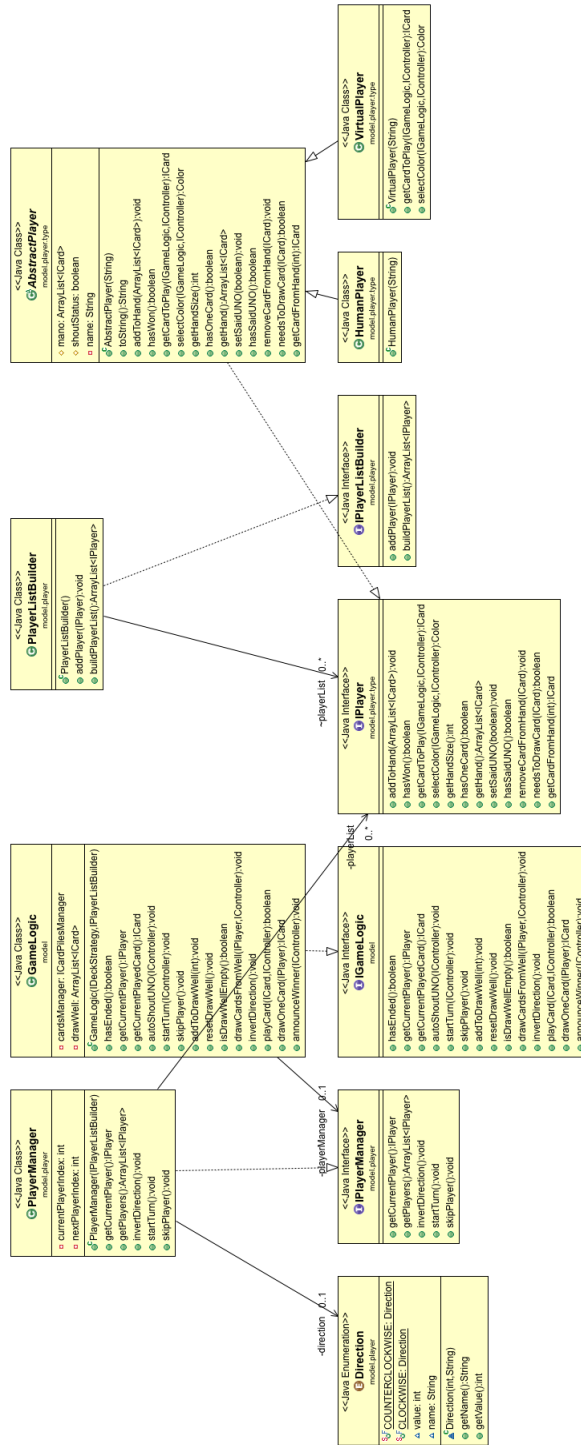 <<Java Class>>
PlayerManager
model.player
currentPlayerIndex: int
nextPlayerIndex: int
PlayerManager(IPlayerListBuilder)
getCurrentPlayer():IPlayer
getPlayers():ArrayList<IPlayer>
invertDirection():void
startTurn():void
skipPlayer():void
<<Java Class>>
GameLogic
model
cardsManager: ICardPilesManager
drawWell: ArrayList<ICard>
GameLogic(IDeckStrategy,IPlayerListBuilder)
hasEnded():boolean
getCurrentPlayer():IPlayer
getCurrentPlayedCard():ICard
autoShoutUNO(IController):void
startTurn(IController):void
skipPlayer():void
addToDrawWell(int):void
resetDrawWell():void
isDrawWellEmpty():boolean
drawCardsFromWell(IPlayer,IController):void
invertDirection():void
playCard(ICard,IController):boolean
drawOneCard(IPlayer):ICard
announceWinner(IController):void
<<Java Class>>
PlayerListBuilder
model.player
PlayerListBuilder()
addPlayer(IPlayer):void
buildPlayerList():ArrayList<IPlayer>
<<Java Class>>
AbstractPlayer
model.player.type
mano: ArrayList<ICard>
shoutStatus: boolean
name: String
AbstractPlayer(String)
toString():String
addToHand(ArrayList<ICard>):void
hasWon():boolean
getCardToPlay(IGameLogic,IController):ICard
selectColor(IGameLogic,IController):Color
getHandSize():int
hasOneCard():boolean
getHand():ArrayList<ICard>
setSaidUNO(boolean):void
hasSaidUNO():boolean
removeCardFromHand(ICard):void
needsToDrawCard(ICard):boolean
getCardFromHand(int):ICard
-direction 0..1
-playerManager 0..1
-playerList
0..*
~playerList 0..*
<<Java Enumeration>>
Direction
model.player
COUNTERCLOCKWISE: Direction
CLOCKWISE: Direction
value: int
name: String
Direction(int,String)
getName():String
getValue():int
<<Java Interface>>
IPlayerManager
model.player
getCurrentPlayer():IPlayer
getPlayers():ArrayList<IPlayer>
invertDirection():void
startTurn():void
skipPlayer():void
<<Java Interface>>
IGameLogic
model
hasEnded():boolean
getCurrentPlayer():IPlayer
getCurrentPlayedCard():ICard
autoShoutUNO(IController):void
startTurn(IController):void
skipPlayer():void
addToDrawWell(int):void
resetDrawWell():void
isDrawWellEmpty():boolean
drawCardsFromWell(IPlayer,IController):void
invertDirection():void
playCard(ICard,IController):boolean
drawOneCard(IPlayer):ICard
announceWinner(IController):void
<<Java Interface>>
IPlayer
model.player.type
addToHand(ArrayList<ICard>):void
hasWon():boolean
getCardToPlay(IGameLogic,IController):ICard
selectColor(IGameLogic,IController):Color
getHandSize():int
hasOneCard():boolean
getHand():ArrayList<ICard>
setSaidUNO(boolean):void
hasSaidUNO():boolean
removeCardFromHand(ICard):void
needsToDrawCard(ICard):boolean
getCardFromHand(int):ICard
<<Java Interface>>
IPlayerListBuilder
model.player
addPlayer(IPlayer):void
buildPlayerList():ArrayList<IPlayer>
<<Java Class>>
HumanPlayer
model.player.type
HumanPlayer(String)
<<Java Class>>
VirtualPlayer
model.player.type
VirtualPlayer(String)
getCardToPlay(IGameLogic,IController):ICard
selectColor(IGameLogic,IController):Color